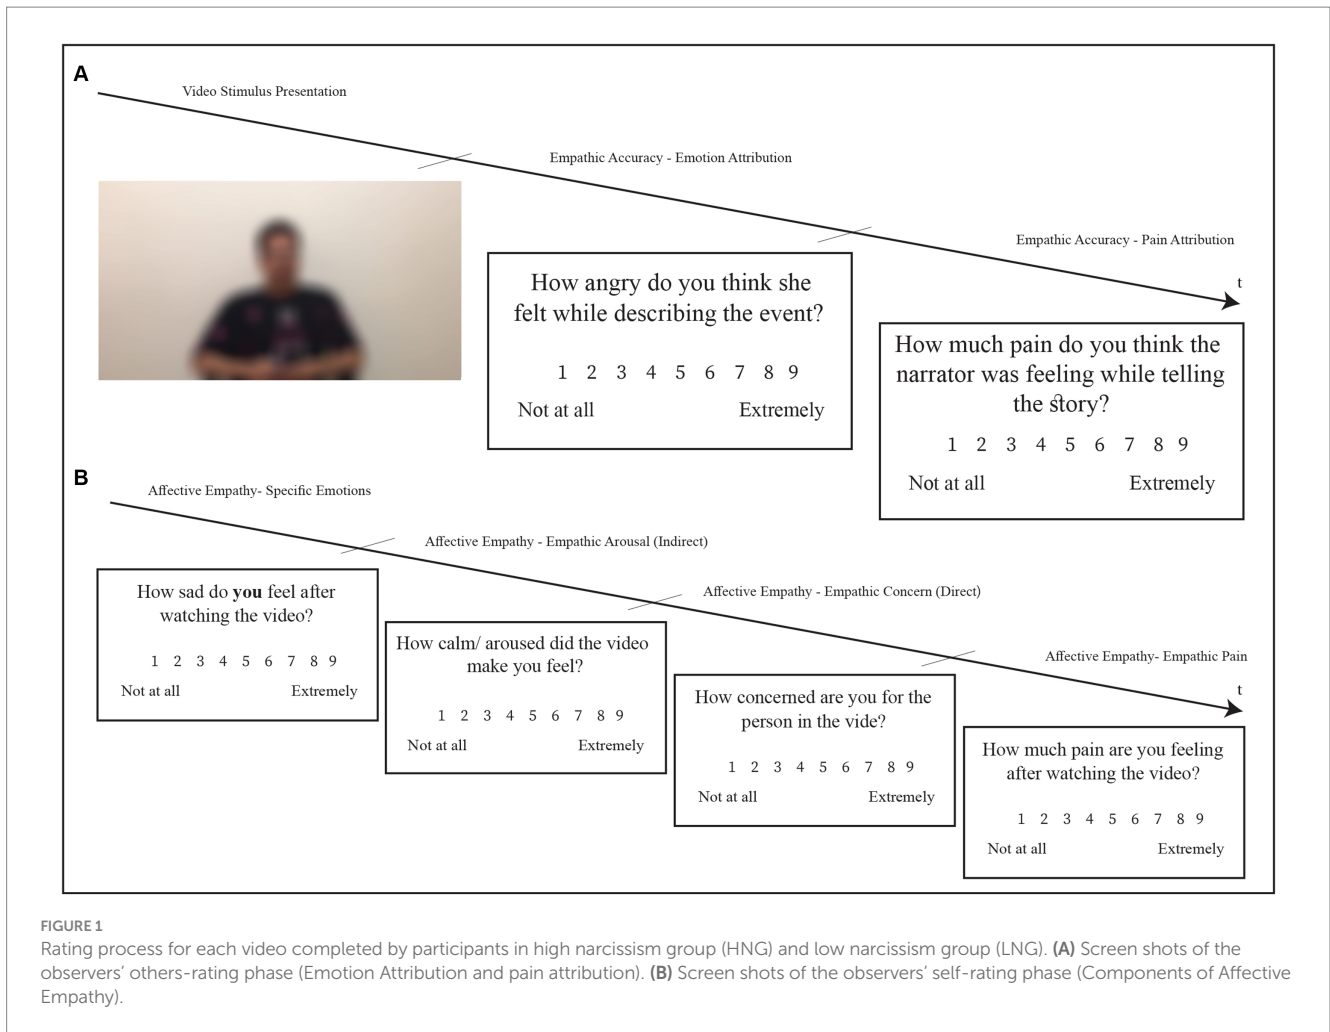 A
Video Stimulus Presentation
Empathic Accuracy - Emotion Attribution
Empathic Accuracy - Pain Attribution
t
How angry do you think she
felt while describing the event?
1 2 3 4 5 6 7 8 9
Not at all Extremely
How much pain do you think the
narrator was feeling while telling
the story?
1 2 3 4 5 6 7 8 9
Not at all Extremely
B
Affective Empathy- Specific Emotions
Affective Empathy - Empathic Arousal (Indirect)
Affective Empathy - Empathic Concern (Direct)
Affective Empathy- Empathic Pain
t
How sad do you feel after
watching the video?
1 2 3 4 5 6 7 8 9
Not at all Extremely
How calm/ aroused did the video
make you feel?
1 2 3 4 5 6 7 8 9
Not at all Extremely
How concerned are you for the
person in the vide?
1 2 3 4 5 6 7 8 9
Not at all Extremely
How much pain are you feeling
after watching the video?
1 2 3 4 5 6 7 8 9
Not at all Extremely
FIGURE 1
Rating process for each video completed by participants in high narcissism group (HNG) and low narcissism group (LNG). (A) Screen shots of the
observers' others-rating phase (Emotion Attribution and pain attribution). (B) Screen shots of the observers' self-rating phase (Components of Affective
Empathy).